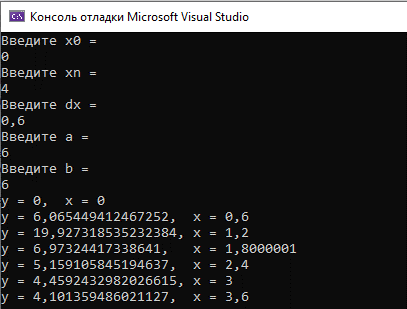 Консоль отладки Microsoft Visual Studio
Введите x0 =
0
Введите xn =
4
Введите dx =
0,6
Введите a =
6
Введите b =
6
y = 0,  x = 0
y = 6,065449412467252,  x = 0,6
y = 19,927318535232384, x = 1,2
y = 6,97324417338641,   x = 1,8000001
y = 5,159105845194637,  x = 2,4
y = 4,4592432982026615, x = 3
y = 4,101359486021127,  x = 3,6